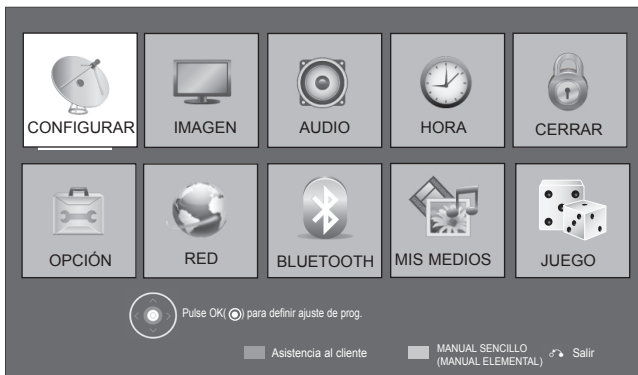 CONFIGURAR
IMAGEN
AUDIO
HORA
CERRAR
OPCIÓN
RED
BLUETOOTH
MIS MEDIOS
JUEGO
Pulse OK( ) para definir ajuste de prog.
Asistencia al cliente
MANUAL SENCILLO
(MANUAL ELEMENTAL)
Salir